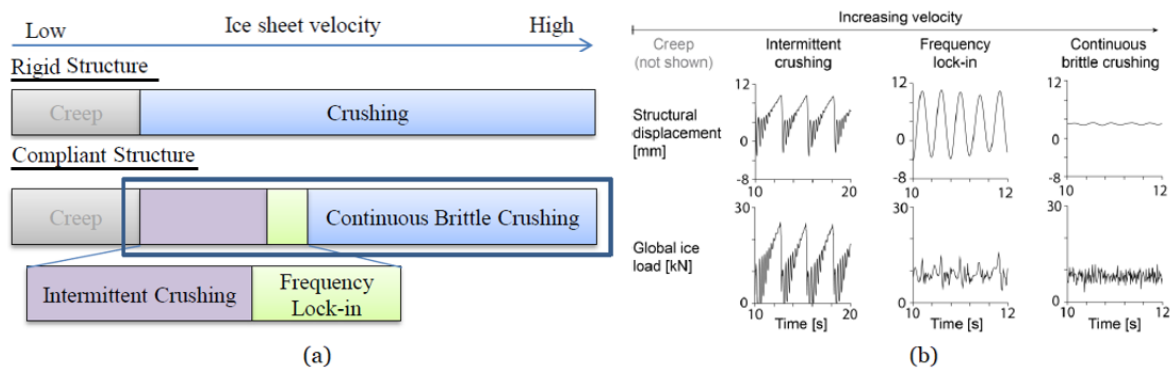 Low Ice sheet velocity High
Rigid Structure
Creep Crushing
Compliant Structure
Creep Continuous Brittle Crushing
Intermittent Crushing Frequency
Lock-in
(a)
Increasing velocity
Creep
(not shown)
Intermittent
crushing
Frequency
lock-in
Continuous
brittle crushing
Structural
displacement
[mm]
12
6
0
-8
12
6
0
-8
12
6
0
-8
10 20
10 12
10 12
Global ice
load [kN]
30
0
30
0
30
0
10 20
10 12
10 12
Time [s] Time [s] Time [s]
(b)